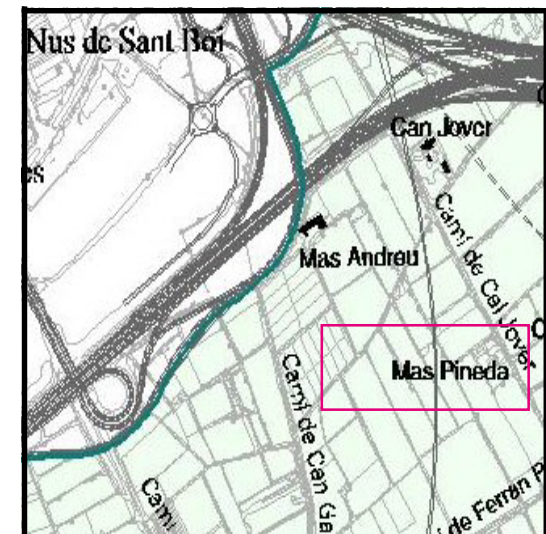 Nus de Sant Boi
Can Jover
es
Mas Andreu
Camí de Cal Jover
Mas Pineda
Camí de Can Ga
Camí
í de Ferran P